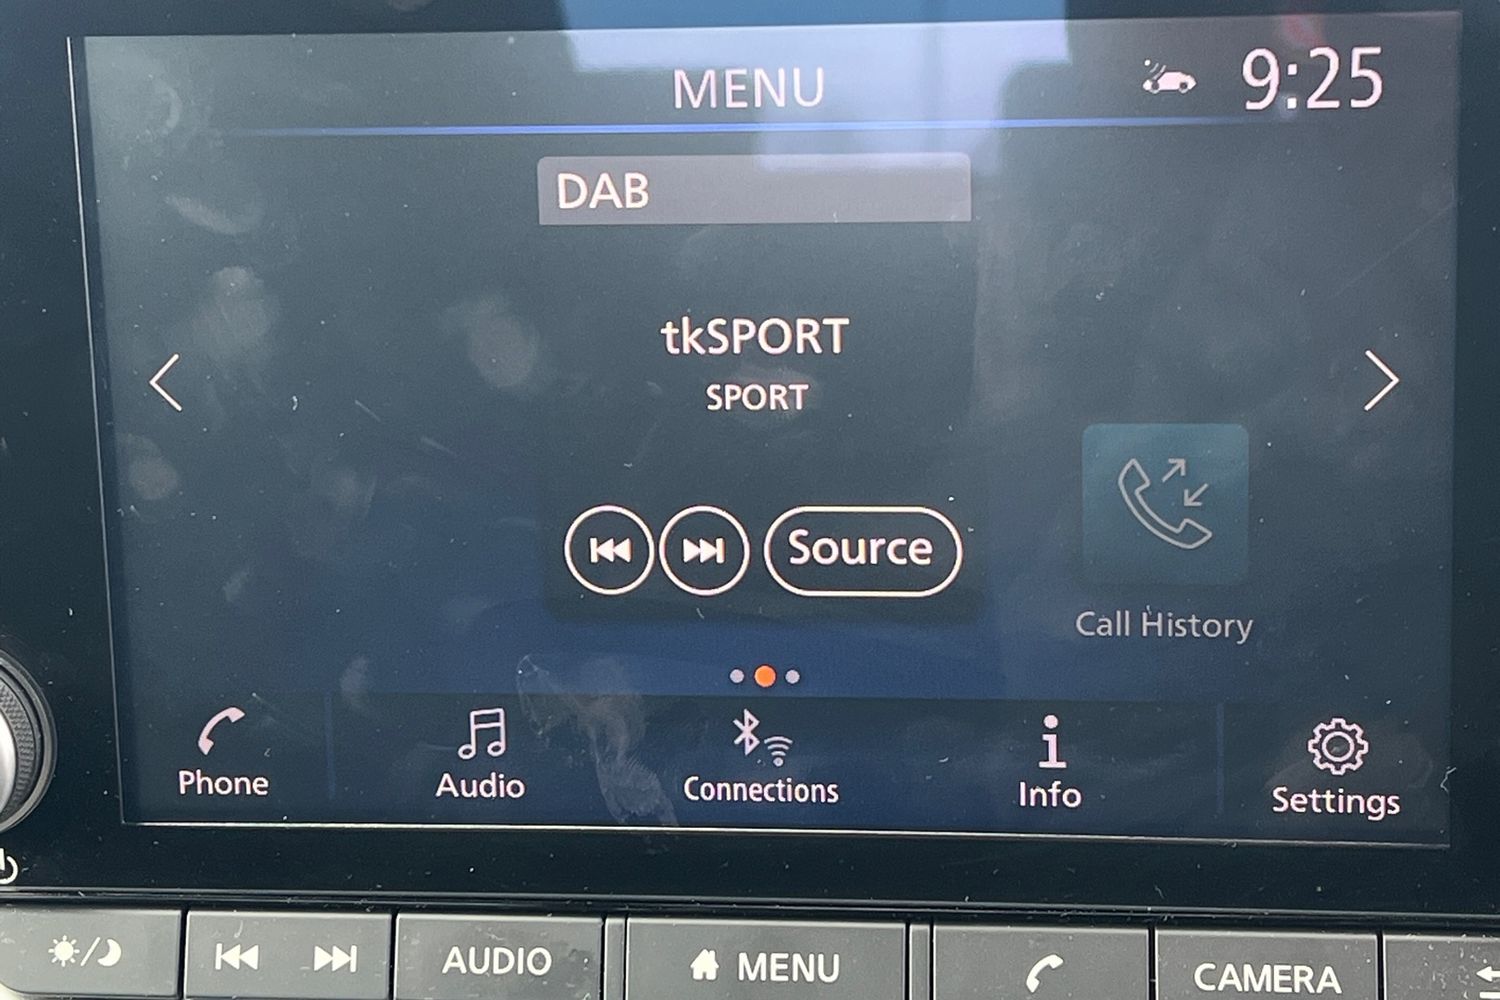 MENU
9:25
DAB
tkSPORT
SPORT
Source
Call History
Phone
Audio
Connections
Info
Settings
AUDIO
MENU
CAMERA